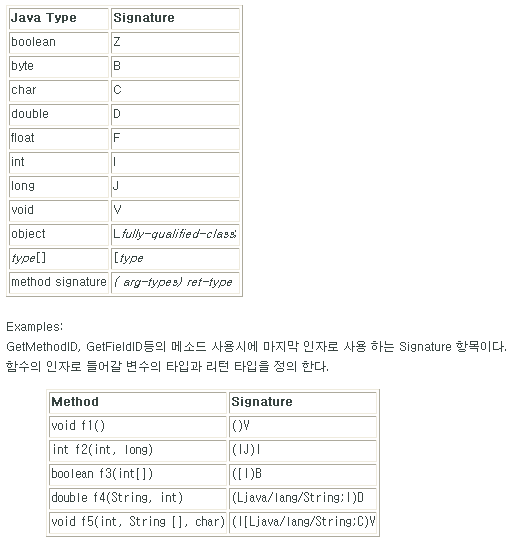 Java Type Signature
boolean Z
byte B
char C
double D
float F
int I
long J
void V
object Lfully-qualified-class;
type[] [type
method signature ( arg-types) ret-type
Examples:
GetMethodID, GetFieldID등의 메소드 사용시에 마지막 인자로 사용 하는 Signature 항목이다.
함수의 인자로 들어갈 변수의 타입과 리턴 타입을 정의 한다.
Method Signature
void f1() ()V
int f2(int, long) (IJ)I
boolean f3(int[]) ([I)B
double f4(String, int) (Ljava/lang/String;I)D
void f5(int, String [], char) (I[Ljava/lang/String;C)V